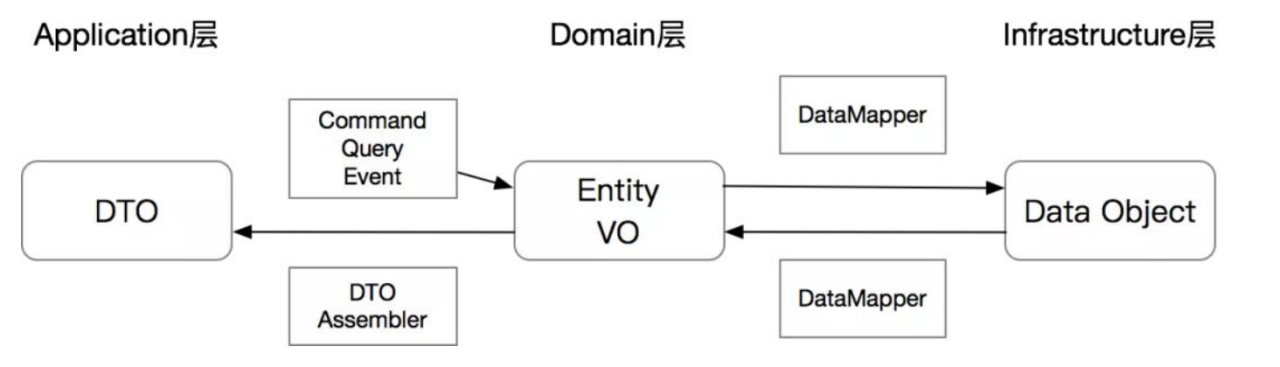 Application层
Domain层
Infrastructure层
Command
Query
Event
DataMapper
DTO
Entity
VO
Data Object
DTO
Assembler
DataMapper